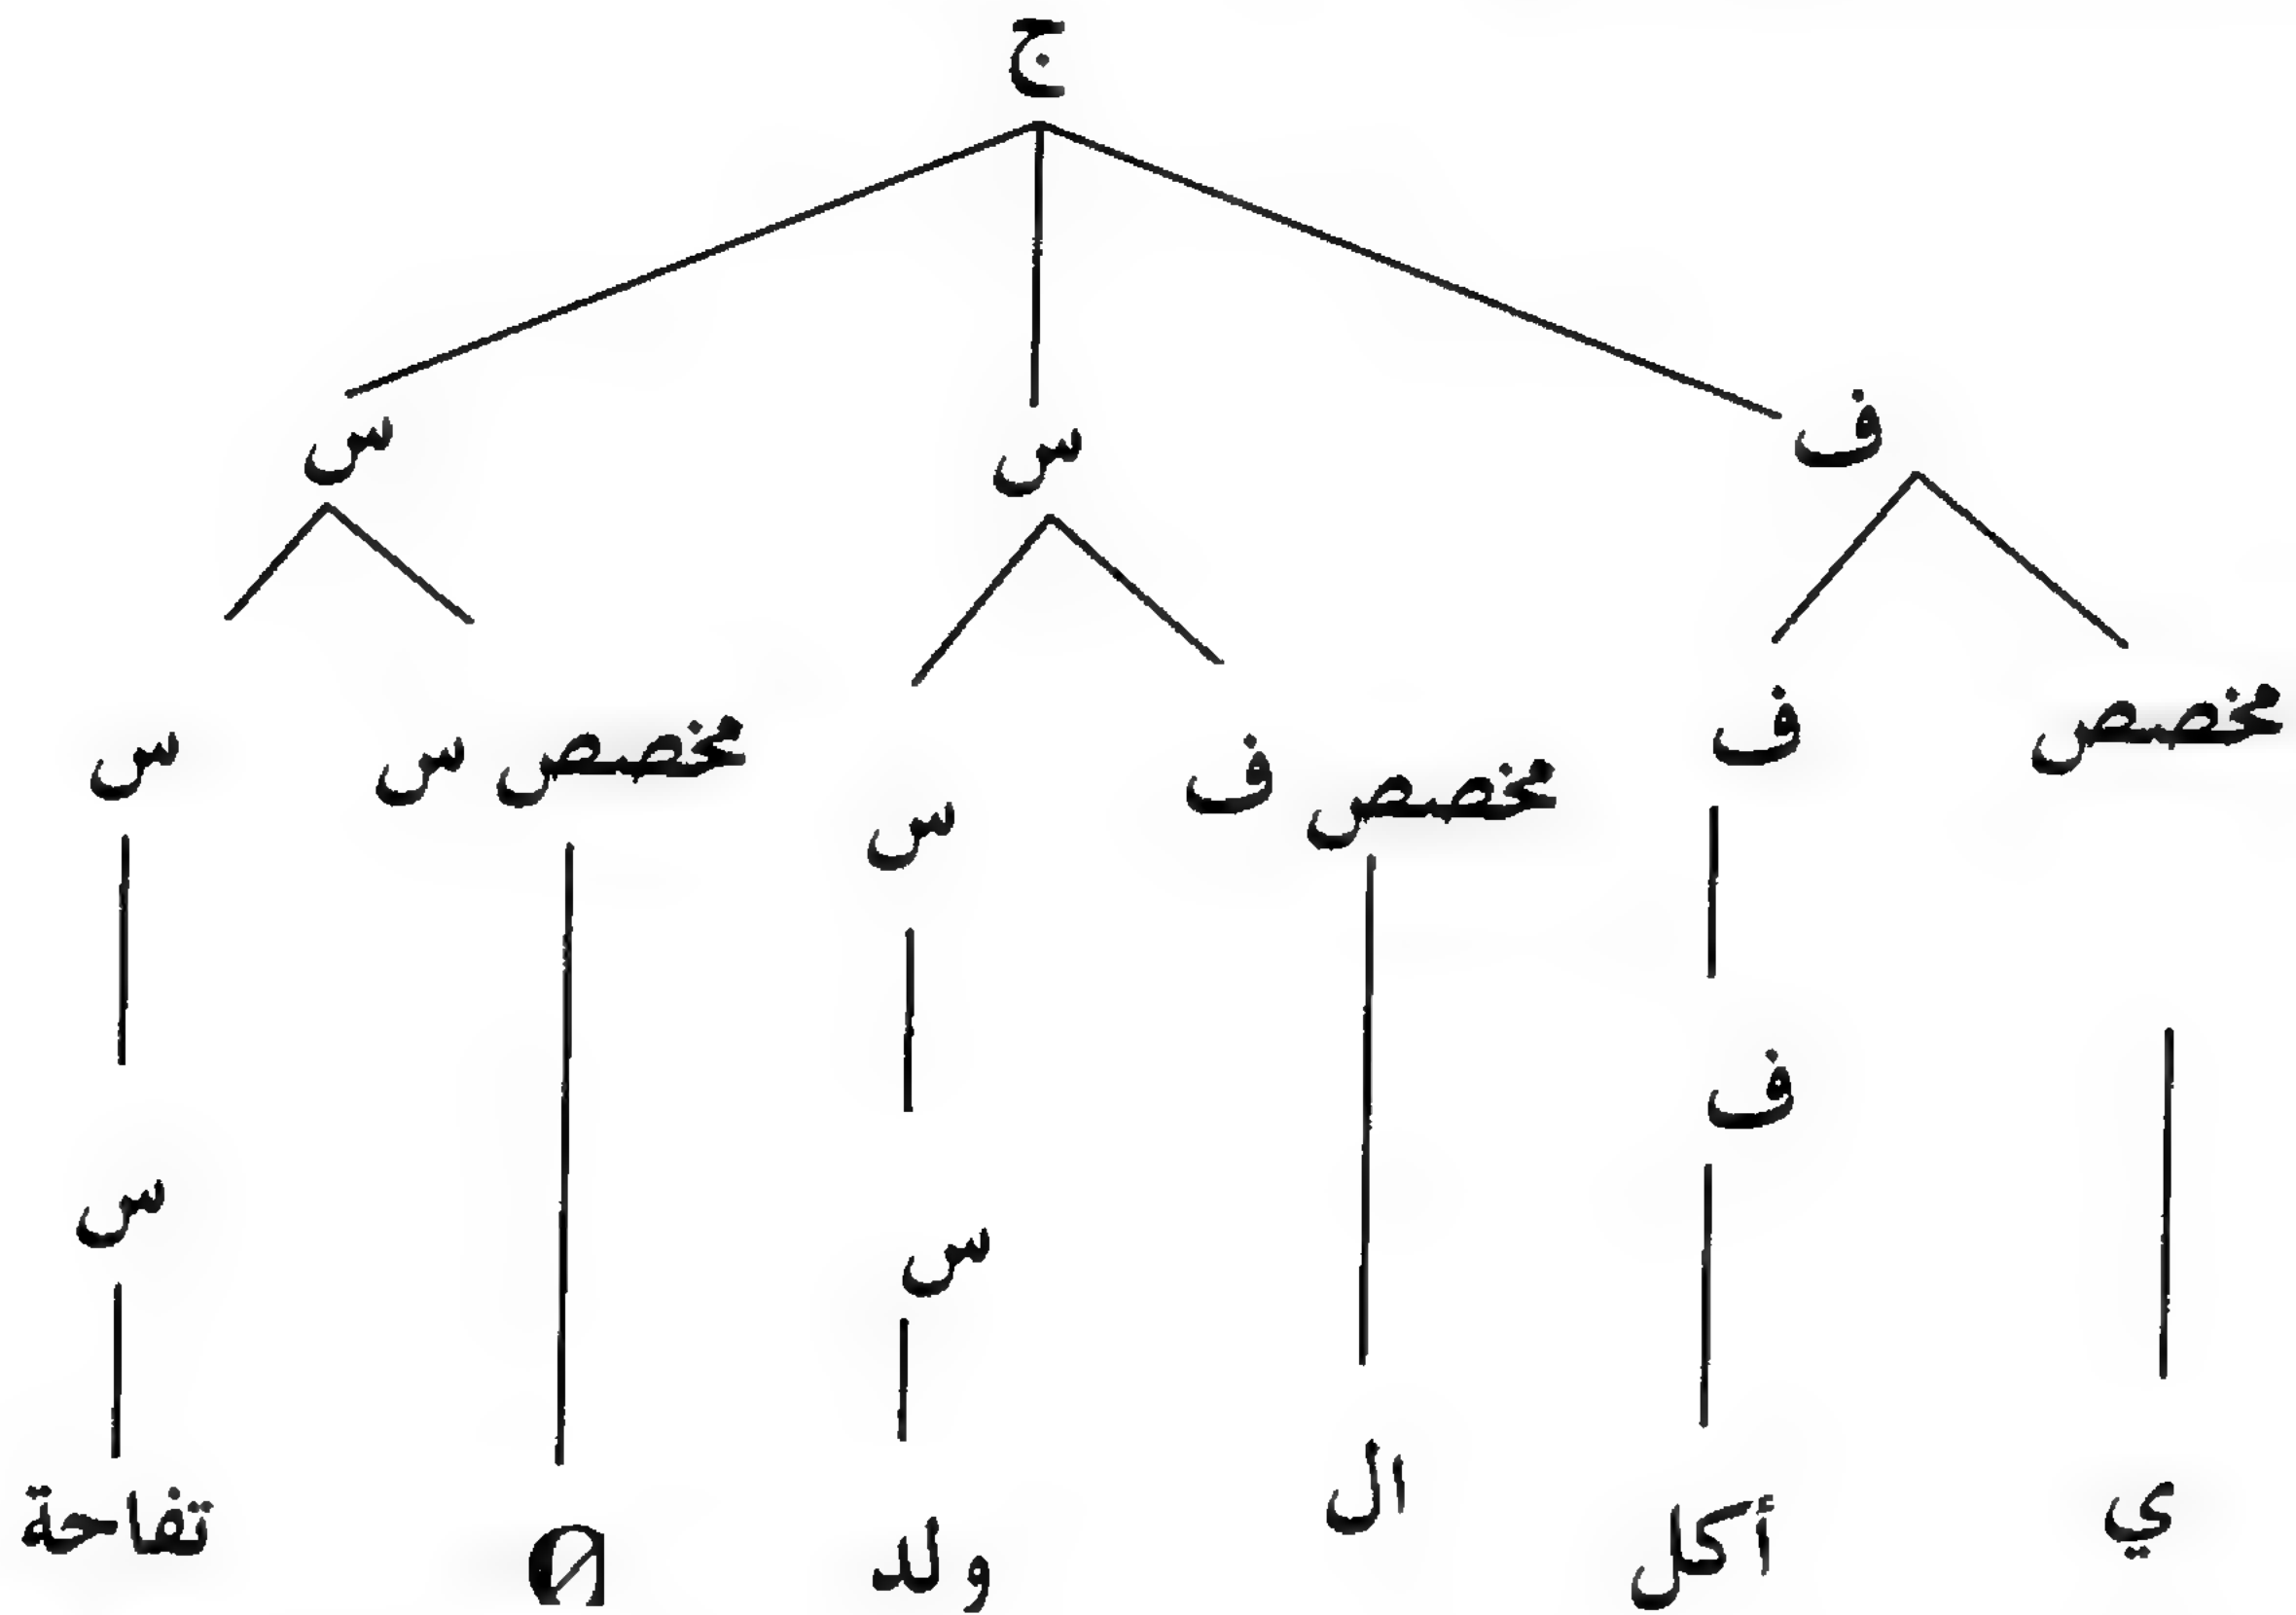 ج
ف س س
مخصص ف مخصص ف س مخصص س س
ف س س
ي أكل ال ولد Ø تفاحة